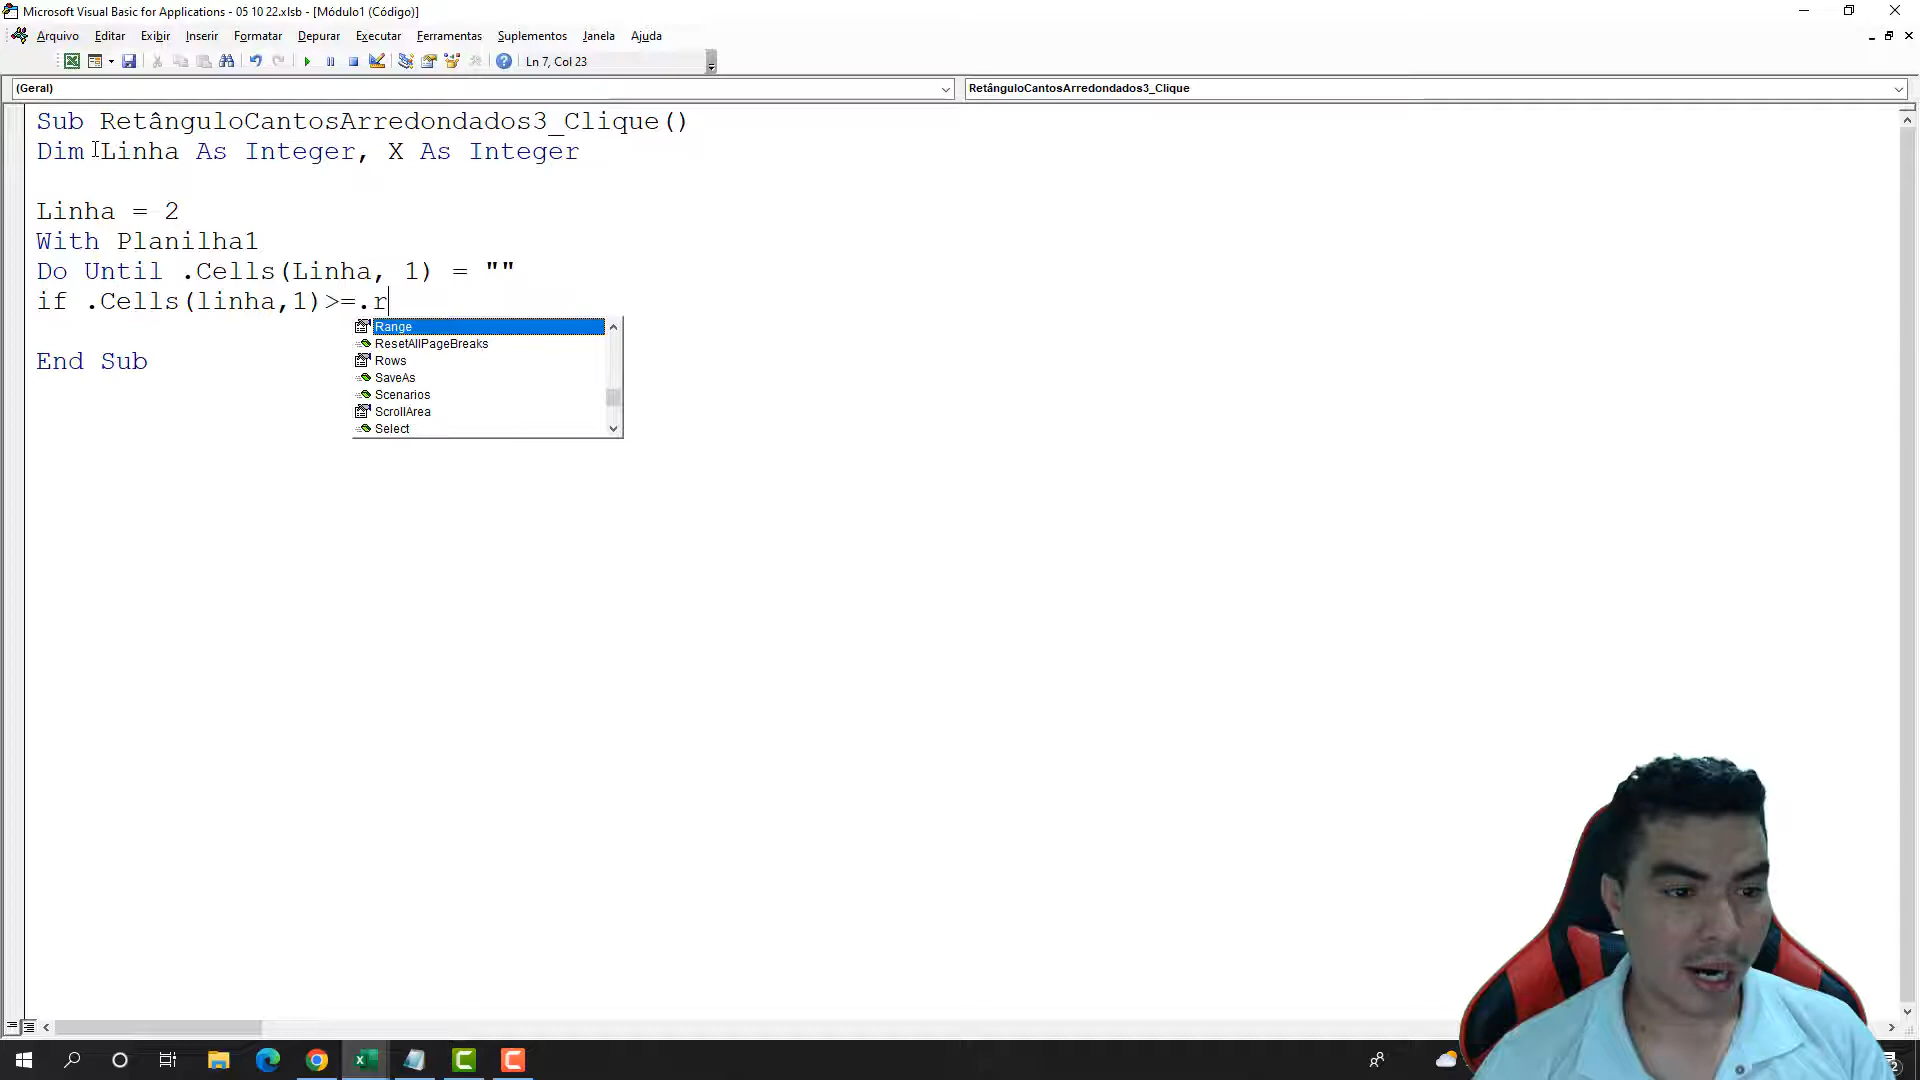 Microsoft Visual Basic for Applications - 05 10 22.xlsb - [Módulo1 (Código)]
Arquivo Editar Exibir Inserir Formatar Depurar Executar Ferramentas Suplementos Janela Ajuda
Ln 7, Col 23
(Geral)
RetânguloCantosArredondados3_Clique
Sub RetânguloCantosArredondados3_Clique()
Dim Linha As Integer, X As Integer
Linha = 2
With Planilha1
Do Until .Cells(Linha, 1) = ""
if .Cells(linha,1)>=.r
Range
ResetAllPageBreaks
Rows
SaveAs
Scenarios
ScrollArea
Select
End Sub
2